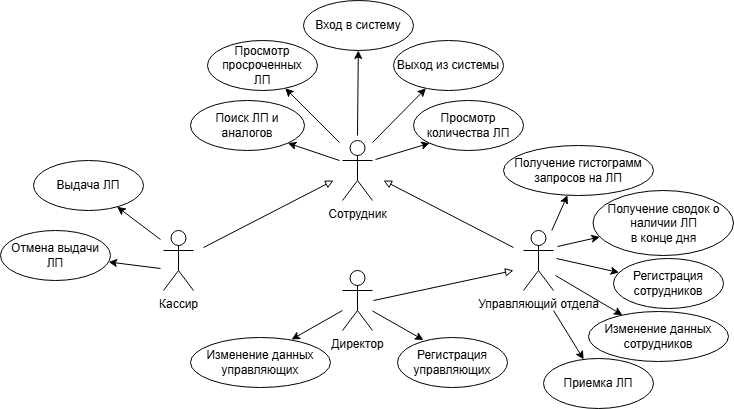 Вход в систему
Просмотр
просроченных
ЛП
Выход из системы
Поиск ЛП и
аналогов
Просмотр
количества ЛП
Сотрудник
Получение гистограмм
запросов на ЛП
Выдача ЛП
Получение сводок о
наличии ЛП
в конце дня
Отмена выдачи
ЛП
Кассир
Управляющий отдела
Регистрация
сотрудников
Директор
Изменение данных
сотрудников
Изменение данных
управляющих
Регистрация
управляющих
Приемка ЛП